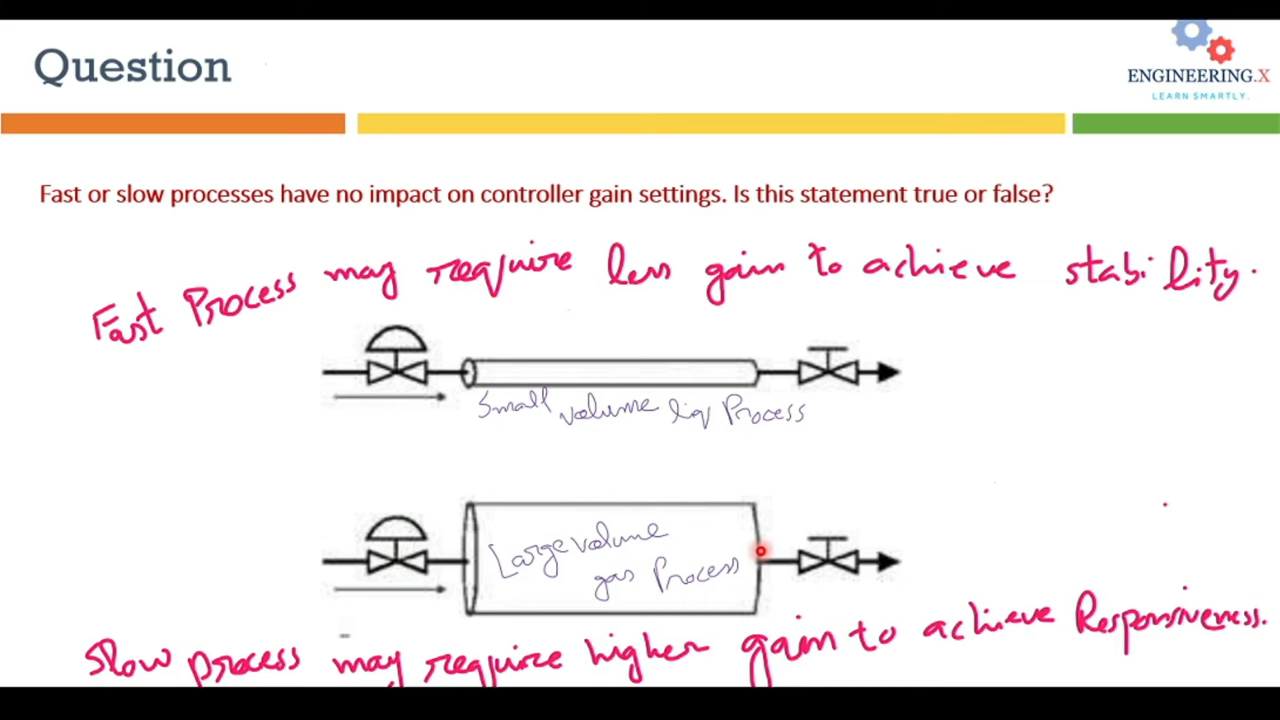 Question
ENGINEERING.X
LEARN SMARTLY.
Fast or slow processes have no impact on controller gain settings. Is this statement true or false?
Fast Process may require less gain to achieve stability.
Small volume liq Process
Large volume
gas Process
Slow process may require higher gain to achieve Responsiveness.